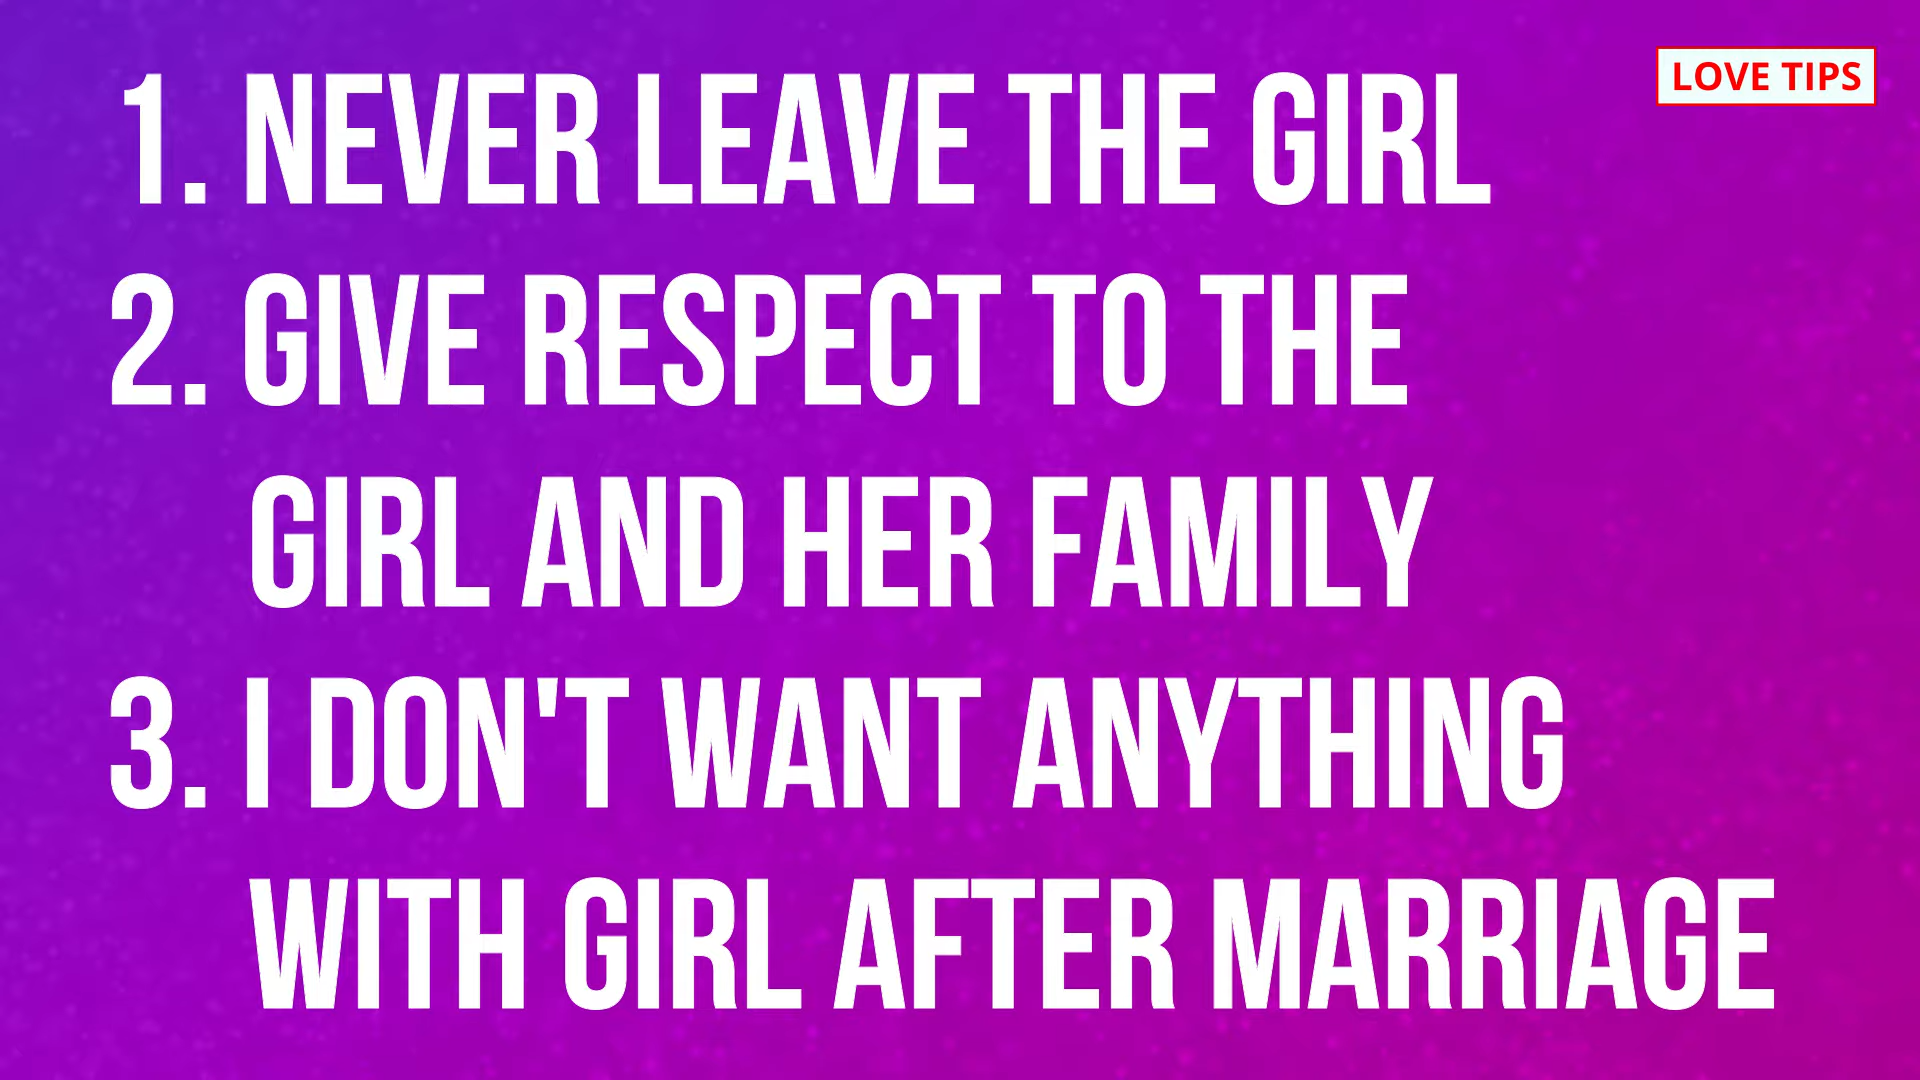 LOVE TIPS
1. NEVER LEAVE THE GIRL
2. GIVE RESPECT TO THE
GIRL AND HER FAMILY
3. I DON'T WANT ANYTHING
WITH GIRL AFTER MARRIAGE